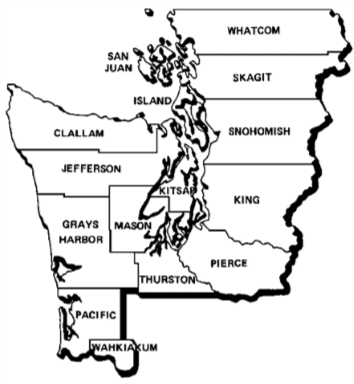 WHATCOM
SAN
JUAN
SKAGIT
ISLAND
SNOHOMISH
CLALLAM
JEFFERSON
KITSAP
KING
GRAYS
HARBOR
MASON
PIERCE
THURSTON
PACIFIC
WAHKIAKUM